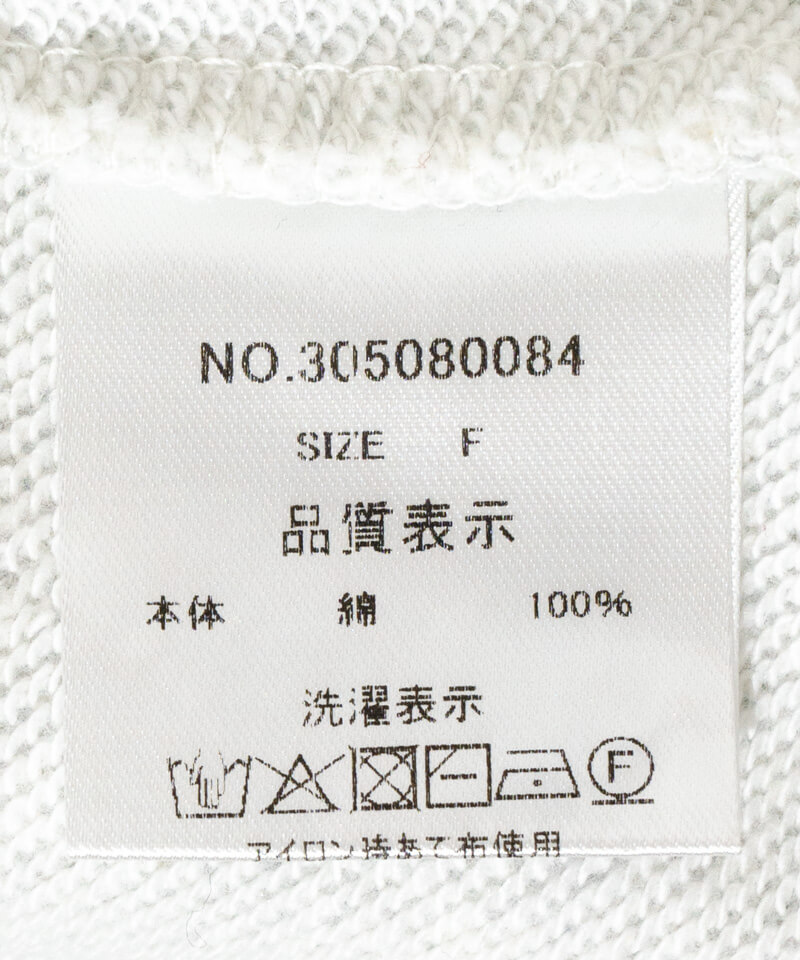 NO.305080084
SIZE F
品質表示
本体 綿 100%
洗濯表示
F
アイロン時あて布使用